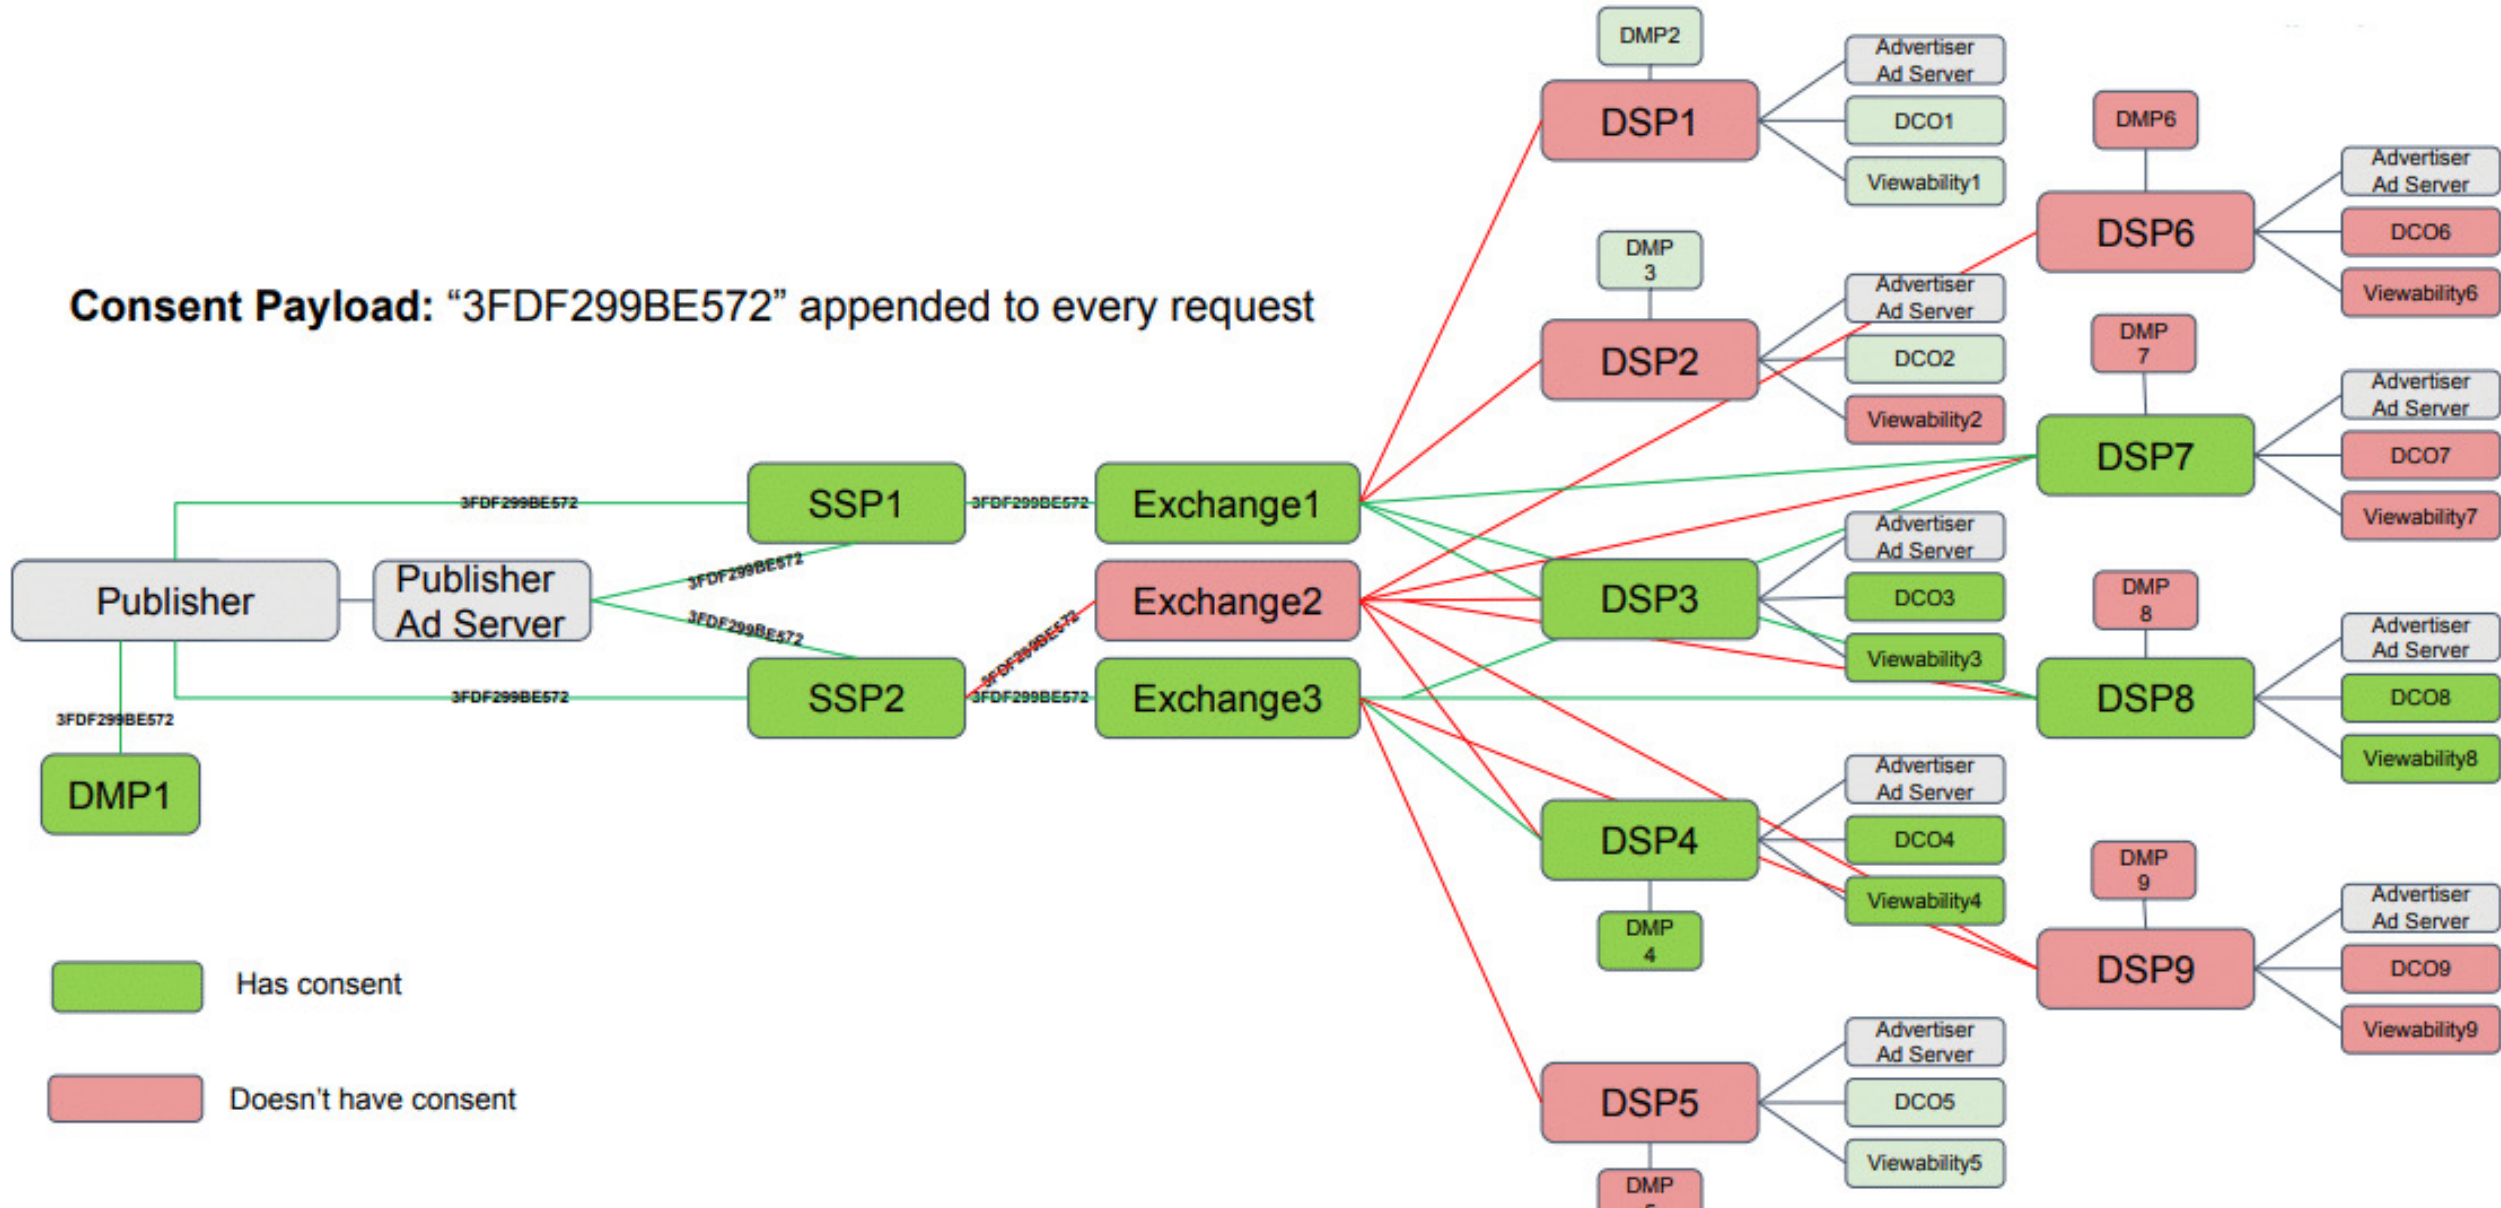 DMP2
Advertiser
Ad Server
DSP1
DCO1
Viewability1
DMP6
Advertiser
Ad Server
DSP6
DCO6
Viewability6
DMP
3
Advertiser
Ad Server
DSP2
DCO2
Viewability2
Consent Payload: “3FDF299BE572” appended to every request
DMP
7
Advertiser
Ad Server
DSP7
DCO7
Viewability7
3FDF299BE572
SSP1
3FDF299BE572
Exchange1
Publisher
Publisher
Ad Server
3FDF299BE572
3FDF299BE572
3FDF299BE572
Exchange2
3FDF299BE572
SSP2
3FDF299BE572
Exchange3
3FDF299BE572
DMP1
DSP3
Advertiser
Ad Server
DCO3
Viewability3
DMP
8
Advertiser
Ad Server
DSP8
DCO8
Viewability8
DSP4
Advertiser
Ad Server
DCO4
Viewability4
DMP
4
DMP
9
Advertiser
Ad Server
DSP9
DCO9
Viewability9
Has consent
Doesn't have consent
DSP5
Advertiser
Ad Server
DCO5
Viewability5
DMP